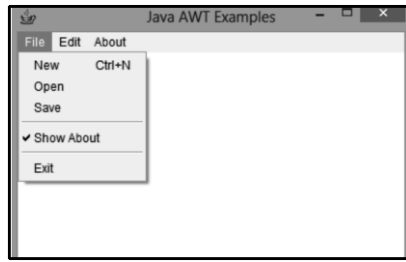 Java AWT Examples
File Edit About
New Ctrl+N
Open
Save
Show About
Exit